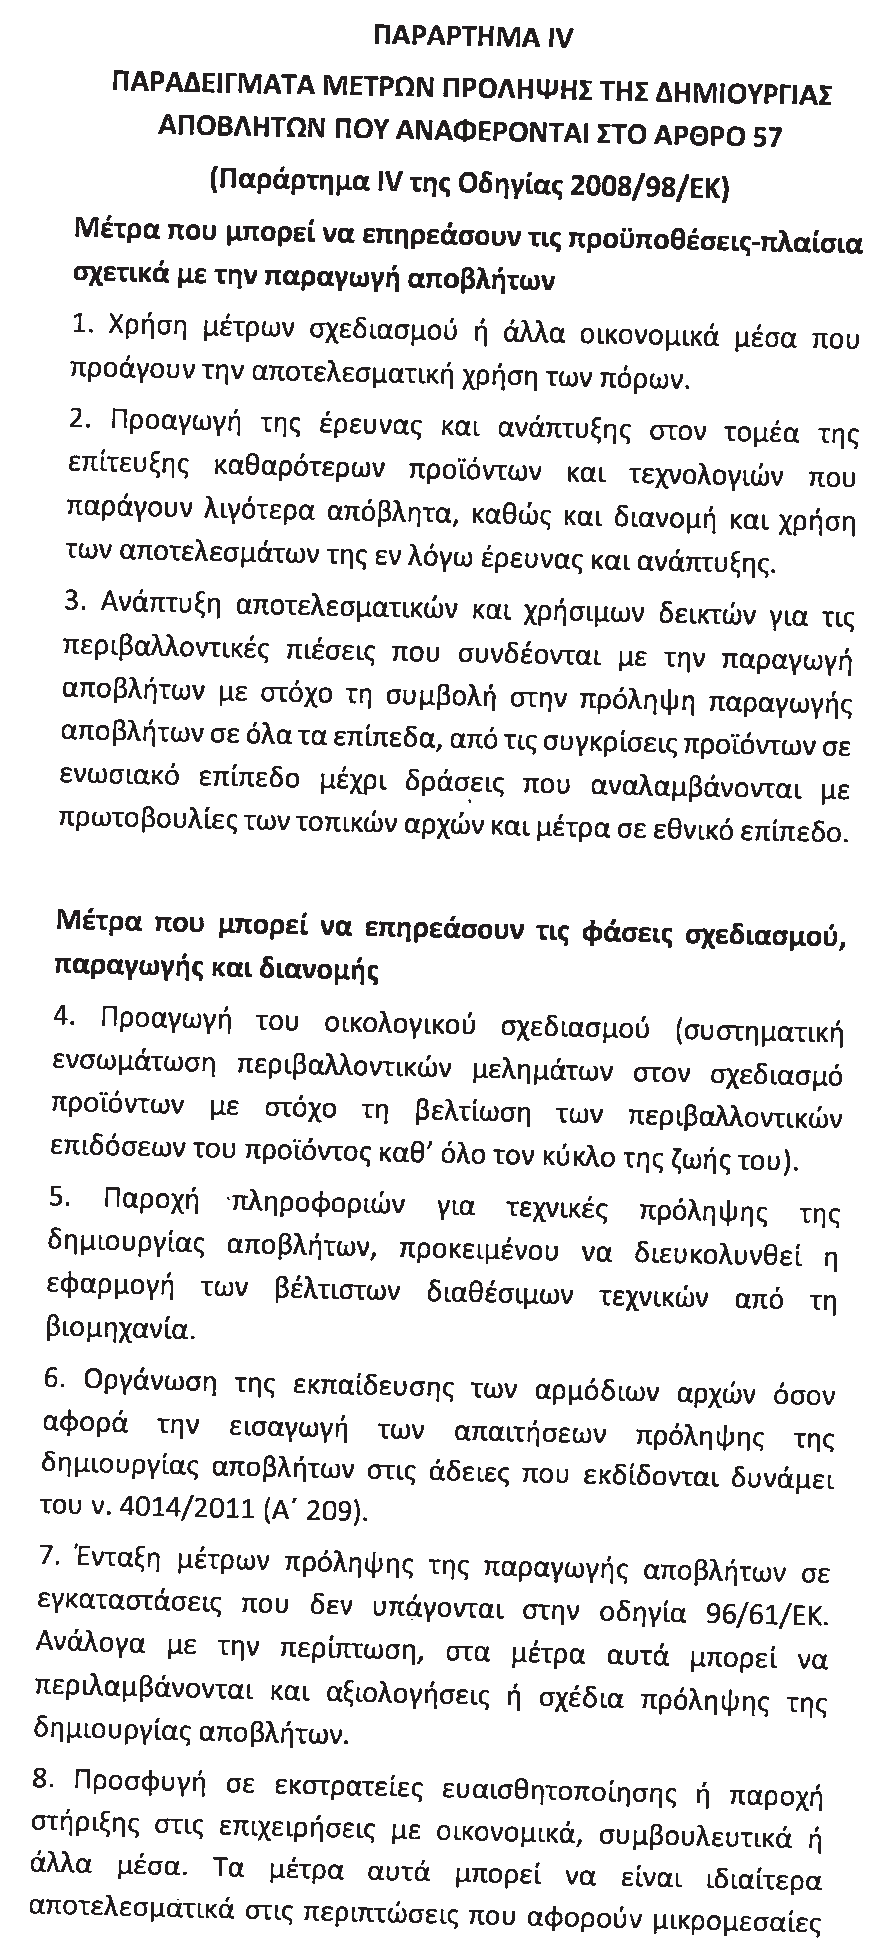 ΠΑΡΑΡΤΗΜΑ IV
ΠΑΡΑΔΕΙΓΜΑΤΑ ΜΕΤΡΩΝ ΠΡΟΛΗΨΗΣ ΤΗΣ ΔΗΜΙΟΥΡΓΙΑΣ
ΑΠΟΒΛΗΤΩΝ ΠΟΥ ΑΝΑΦΕΡΟΝΤΑΙ ΣΤΟ ΑΡΘΡΟ 57
(Παράρτημα IV της Οδηγίας 2008/98/ΕΚ)
Μέτρα που μπορεί να επηρεάσουν τις προϋποθέσεις-πλαίσια
σχετικά με την παραγωγή αποβλήτων
1. Χρήση μέτρων σχεδιασμού ή άλλα οικονομικά μέσα που
προάγουν την αποτελεσματική χρήση των πόρων.
2. Προαγωγή της έρευνας και ανάπτυξης στον τομέα της
επίτευξης καθαρότερων προϊόντων και τεχνολογιών που
παράγουν λιγότερα απόβλητα, καθώς και διανομή και χρήση
των αποτελεσμάτων της εν λόγω έρευνας και ανάπτυξης.
3. Ανάπτυξη αποτελεσματικών και χρήσιμων δεικτών για τις
περιβαλλοντικές πιέσεις που συνδέονται με την παραγωγή
αποβλήτων με στόχο τη συμβολή στην πρόληψη παραγωγής
αποβλήτων σε όλα τα επίπεδα, από τις συγκρίσεις προϊόντων σε
ενωσιακό επίπεδο μέχρι δράσεις που αναλαμβάνονται με
πρωτοβουλίες των τοπικών αρχών και μέτρα σε εθνικό επίπεδο.
Μέτρα που μπορεί να επηρεάσουν τις φάσεις σχεδιασμού,
παραγωγής και διανομής
4. Προαγωγή του οικολογικού σχεδιασμού (συστηματική
ενσωμάτωση περιβαλλοντικών μελημάτων στον σχεδιασμό
προϊόντων με στόχο τη βελτίωση των περιβαλλοντικών
επιδόσεων του προϊόντος καθ’ όλο τον κύκλο της ζωής του).
5. Παροχή πληροφοριών για τεχνικές πρόληψης της
δημιουργίας αποβλήτων, προκειμένου να διευκολυνθεί η
εφαρμογή των βέλτιστων διαθέσιμων τεχνικών από τη
βιομηχανία.
6. Οργάνωση της εκπαίδευσης των αρμόδιων αρχών όσον
αφορά την εισαγωγή των απαιτήσεων πρόληψης της
δημιουργίας αποβλήτων στις άδειες που εκδίδονται δυνάμει
του ν. 4014/2011 (Α΄ 209).
7. Ένταξη μέτρων πρόληψης της παραγωγής αποβλήτων σε
εγκαταστάσεις που δεν υπάγονται στην οδηγία 96/61/ΕΚ.
Ανάλογα με την περίπτωση, στα μέτρα αυτά μπορεί να
περιλαμβάνονται και αξιολογήσεις ή σχέδια πρόληψης της
δημιουργίας αποβλήτων.
8. Προσφυγή σε εκστρατείες ευαισθητοποίησης ή παροχή
στήριξης στις επιχειρήσεις με οικονομικά, συμβουλευτικά ή
άλλα μέσα. Τα μέτρα αυτά μπορεί να είναι ιδιαίτερα
αποτελεσματικά στις περιπτώσεις που αφορούν μικρομεσαίες